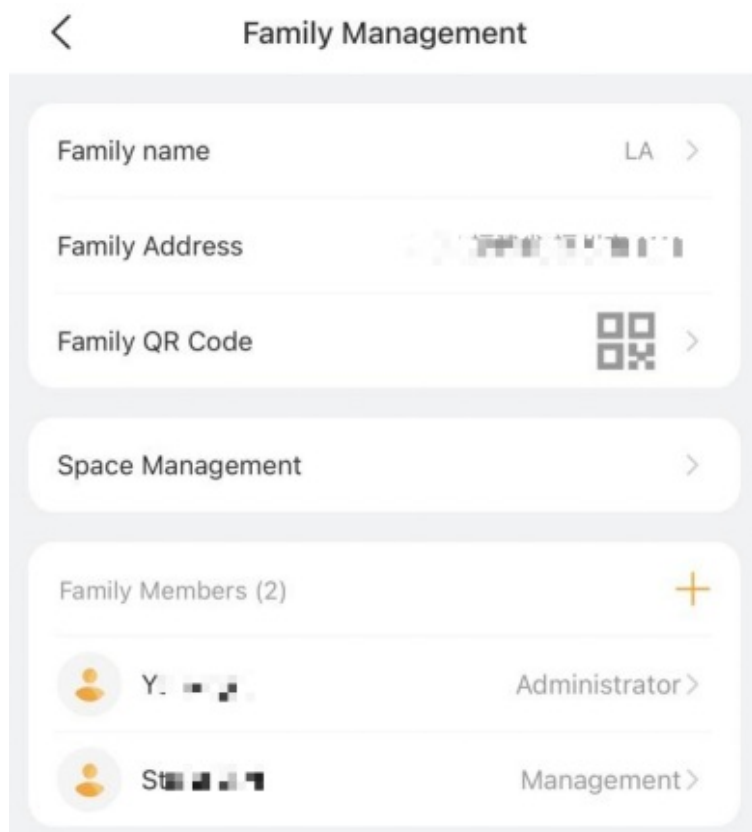 Family Management
Family name LA
Family Address
Family QR Code
Space Management
Family Members (2)
Administrator
Management